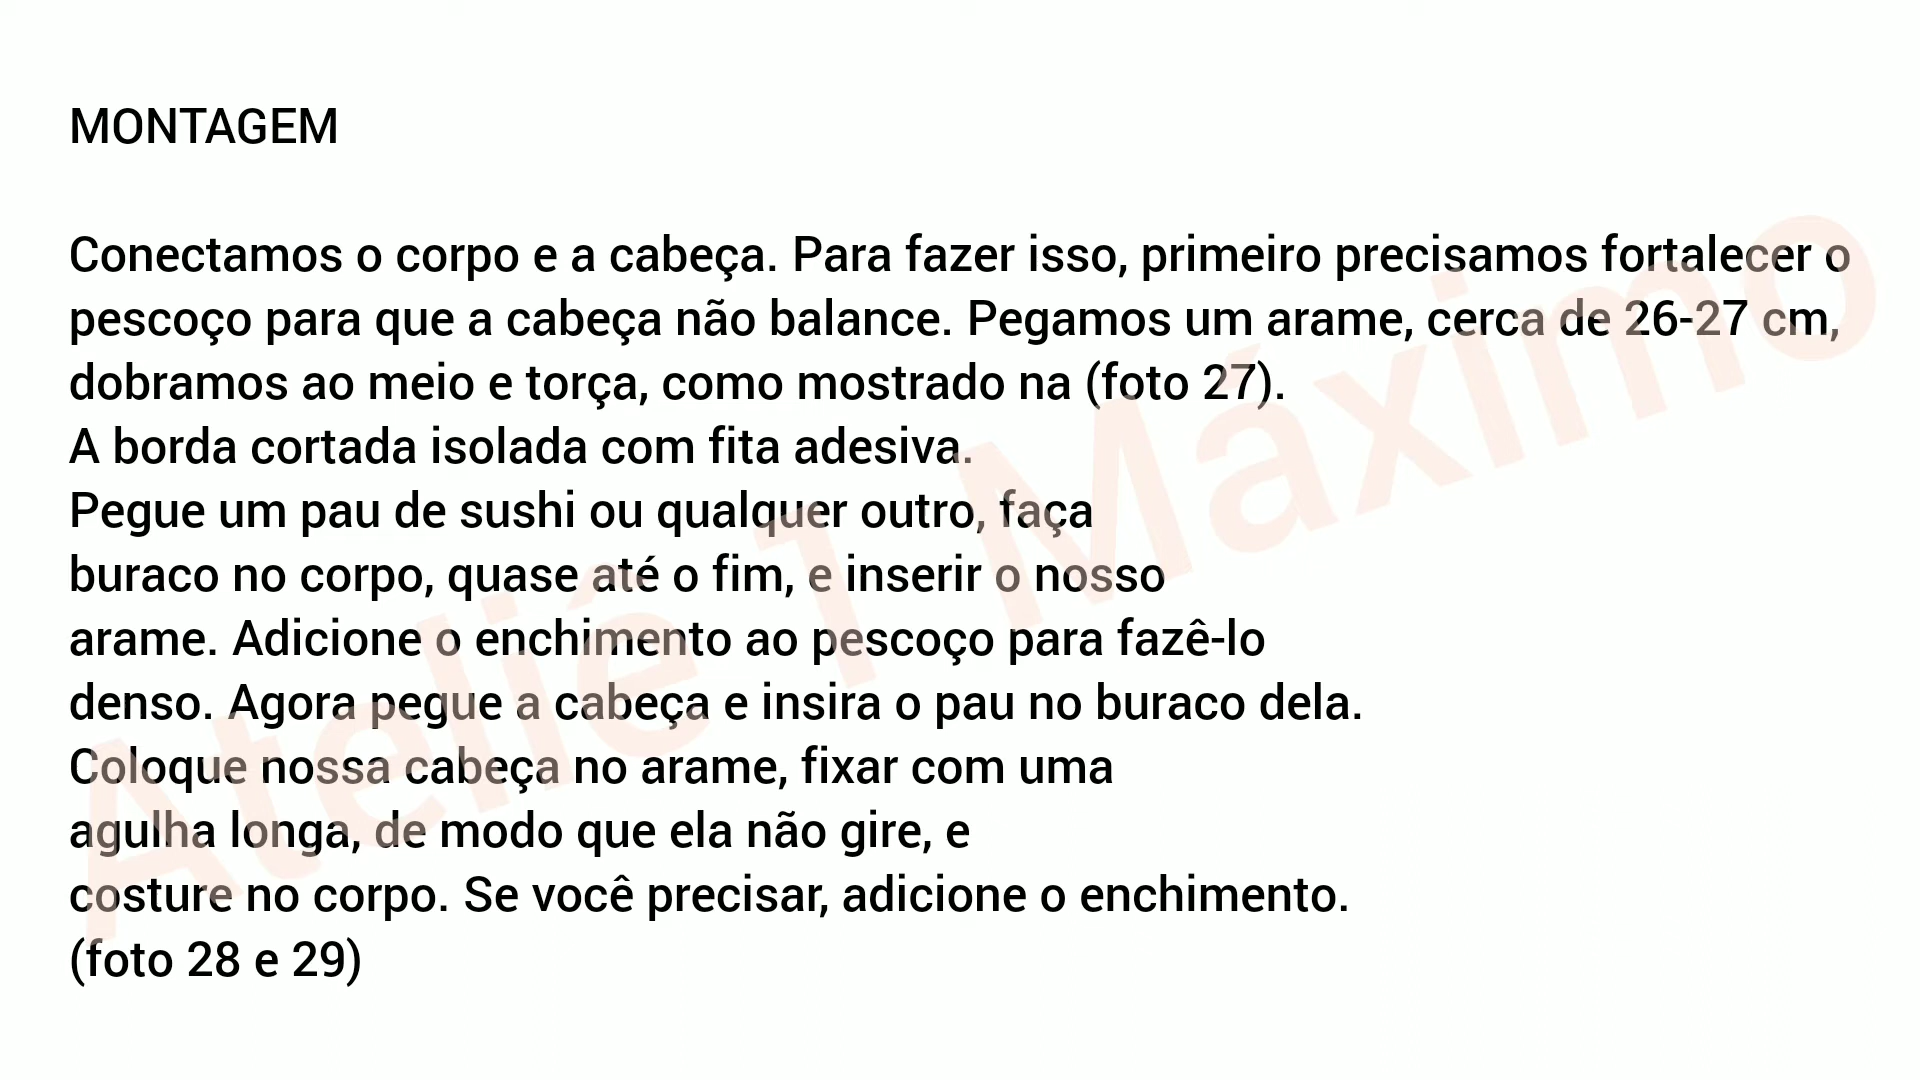 MONTAGEM
Conectamos o corpo e a cabeça. Para fazer isso, primeiro precisamos fortalecer o
pescoço para que a cabeça não balance. Pegamos um arame, cerca de 26-27 cm,
dobramos ao meio e torça, como mostrado na (foto 27).
A borda cortada isolada com fita adesiva.
Pegue um pau de sushi ou qualquer outro, faça
buraco no corpo, quase até o fim, e inserir o nosso
arame. Adicione o enchimento ao pescoço para fazê-lo
denso. Agora pegue a cabeça e insira o pau no buraco dela.
Coloque nossa cabeça no arame, fixar com uma
agulha longa, de modo que ela não gire, e
costure no corpo. Se você precisar, adicione o enchimento.
(foto 28 e 29)
Ateliê 1 Máximo